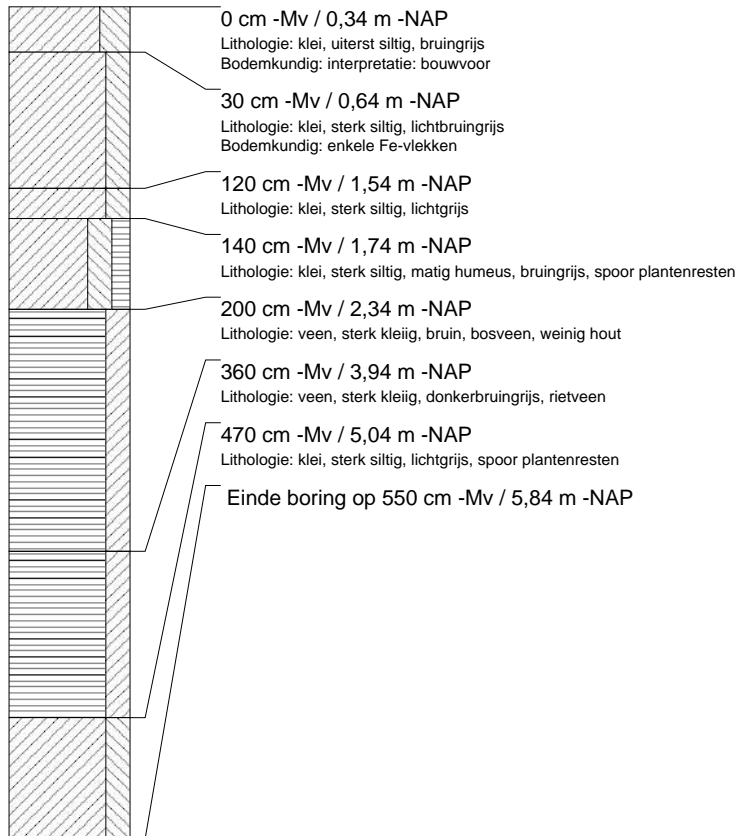 0 cm -Mv / 0,34 m -NAP
Lithologie: klei, uiterst siltig, bruingrijs
Bodemkundig: interpretatie: bouwvoor
30 cm -Mv / 0,64 m -NAP
Lithologie: klei, sterk siltig, lichtbruingrijs
Bodemkundig: enkele Fe-vlekken
120 cm -Mv / 1,54 m -NAP
Lithologie: klei, sterk siltig, lichtgrijs
140 cm -Mv / 1,74 m -NAP
Lithologie: klei, sterk siltig, matig humeus, bruingrijs, spoor plantenresten
200 cm -Mv / 2,34 m -NAP
Lithologie: veen, sterk kleiig, bruin, bosveen, weinig hout
360 cm -Mv / 3,94 m -NAP
Lithologie: veen, sterk kleiig, donkerbruingrijs, rietveen
470 cm -Mv / 5,04 m -NAP
Lithologie: klei, sterk siltig, lichtgrijs, spoor plantenresten
Einde boring op 550 cm -Mv / 5,84 m -NAP